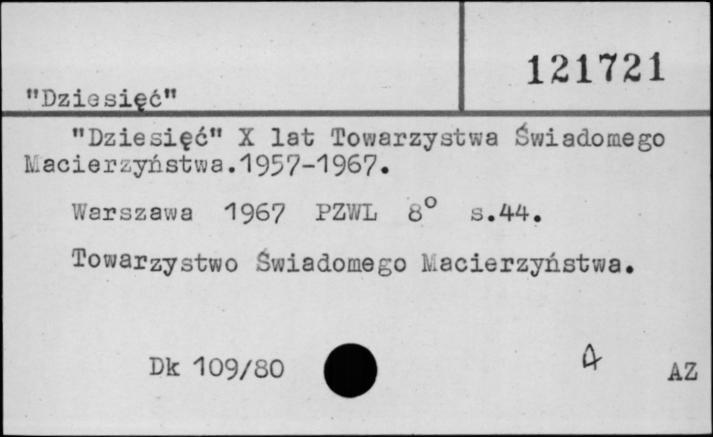 121721
"Dziesięć"
"Dziesięć" X lat Towarzystwa Świadomego
Macierzyństwa.1957-1967.
Warszawa 1967 PZWL 8° s.44.
Towarzystwo Świadomego Macierzyństwa.
Dk 109/80
AZ